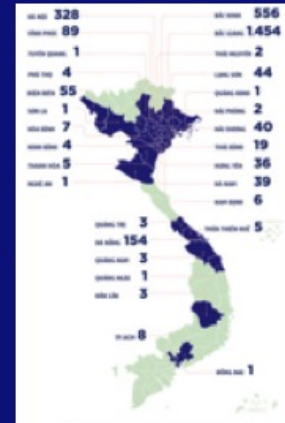 HÀ NỘI 328
VĨNH PHÚC 89
TUYÊN QUANG 1
PHÚ THỌ 4
ĐIỆN BIÊN 55
SƠN LA 1
HÒA BÌNH 7
NINH BÌNH 4
THANH HÓA 5
NGHỆ AN 1
BẮC NINH 556
BẮC GIANG 1.454
THÁI NGUYÊN 2
LẠNG SƠN 44
QUẢNG NINH 1
HẢI PHÒNG 2
HẢI DƯƠNG 40
THÁI BÌNH 19
HƯNG YÊN 36
HÀ NAM 39
NAM ĐỊNH 6
QUẢNG TRỊ 3
ĐÀ NẴNG 154
QUẢNG NAM 3
QUẢNG NGÃI 1
ĐẮK LẮK 3
THỪA THIÊN HUẾ 5
TP.HCM 8
ĐỒNG NAI 1